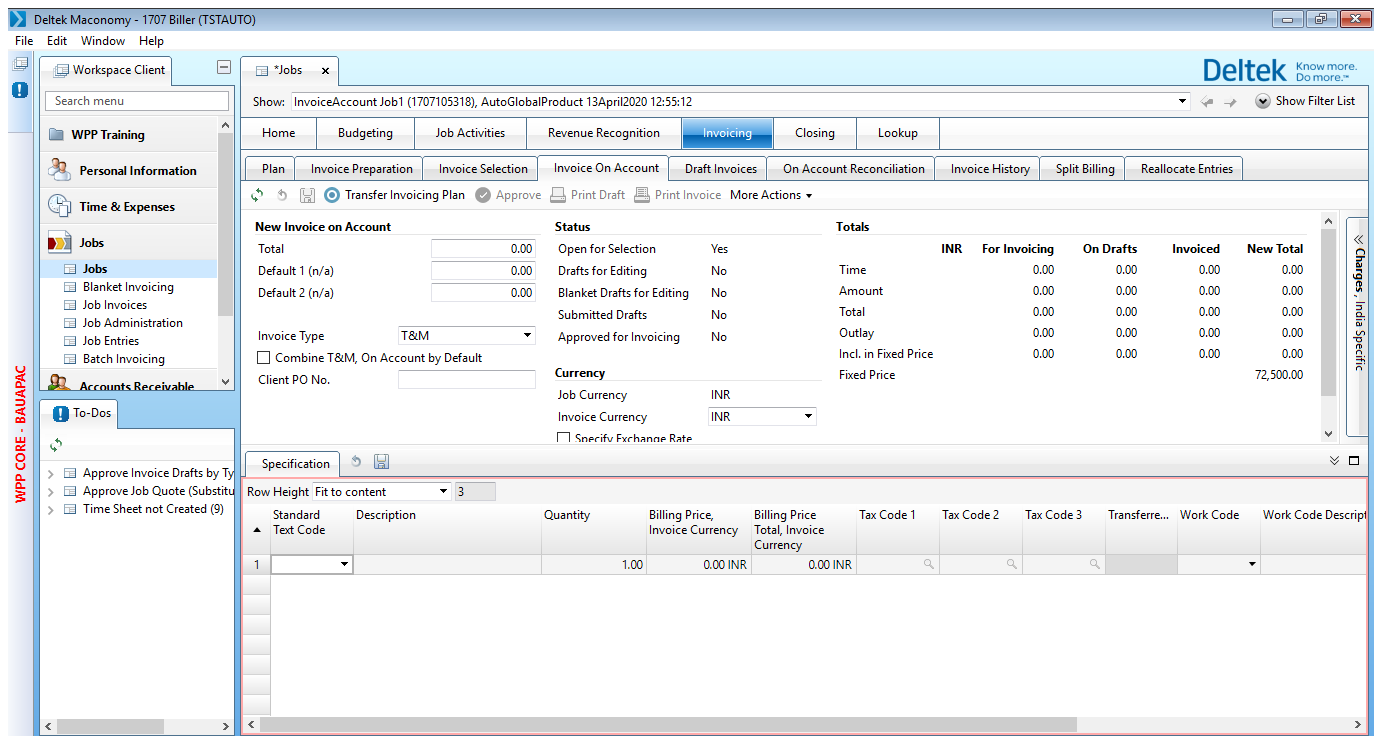 Deltek Maconomy - 1707 Biller (TSTAUTO)
File Edit Window Help
Workspace Client
Search menu
WPP Training
Personal Information
Time & Expenses
Jobs
Jobs
Blanket Invoicing
Job Invoices
Job Administration
Job Entries
Batch Invoicing
Accounts Receivable
WPP CORE - BAUAPAC
To-Dos
Approve Invoice Drafts by Ty
Approve Job Quote (Substitu
Time Sheet not Created (9)
*Jobs
Deltek Know more. Do more.™
Show: InvoiceAccount Job1 (1707105318), AutoGlobalProduct 13April2020 12:55:12
Show Filter List
Home Budgeting Job Activities Revenue Recognition Invoicing Closing Lookup
Plan Invoice Preparation Invoice Selection Invoice On Account Draft Invoices On Account Reconciliation Invoice History Split Billing Reallocate Entries
Transfer Invoicing Plan Approve Print Draft Print Invoice More Actions
New Invoice on Account
Total 0.00
Default 1 (n/a) 0.00
Default 2 (n/a) 0.00
Invoice Type T&M
Combine T&M, On Account by Default
Client PO No.
Status
Open for Selection Yes
Drafts for Editing No
Blanket Drafts for Editing No
Submitted Drafts No
Approved for Invoicing No
Currency
Job Currency INR
Invoice Currency INR
Specify Exchange Rate
Totals
INR For Invoicing On Drafts Invoiced New Total
Time 0.00 0.00 0.00 0.00
Amount 0.00 0.00 0.00 0.00
Total 0.00 0.00 0.00 0.00
Outlay 0.00 0.00 0.00 0.00
Incl. in Fixed Price 0.00 0.00 0.00 0.00
Fixed Price 72,500.00
Charges, India Specific
Specification
Row Height Fit to content 3
Standard Text Code Description Quantity Billing Price, Invoice Currency Billing Price Total, Invoice Currency Tax Code 1 Tax Code 2 Tax Code 3 Transferre... Work Code Work Code Descript
1 1.00 0.00 INR 0.00 INR